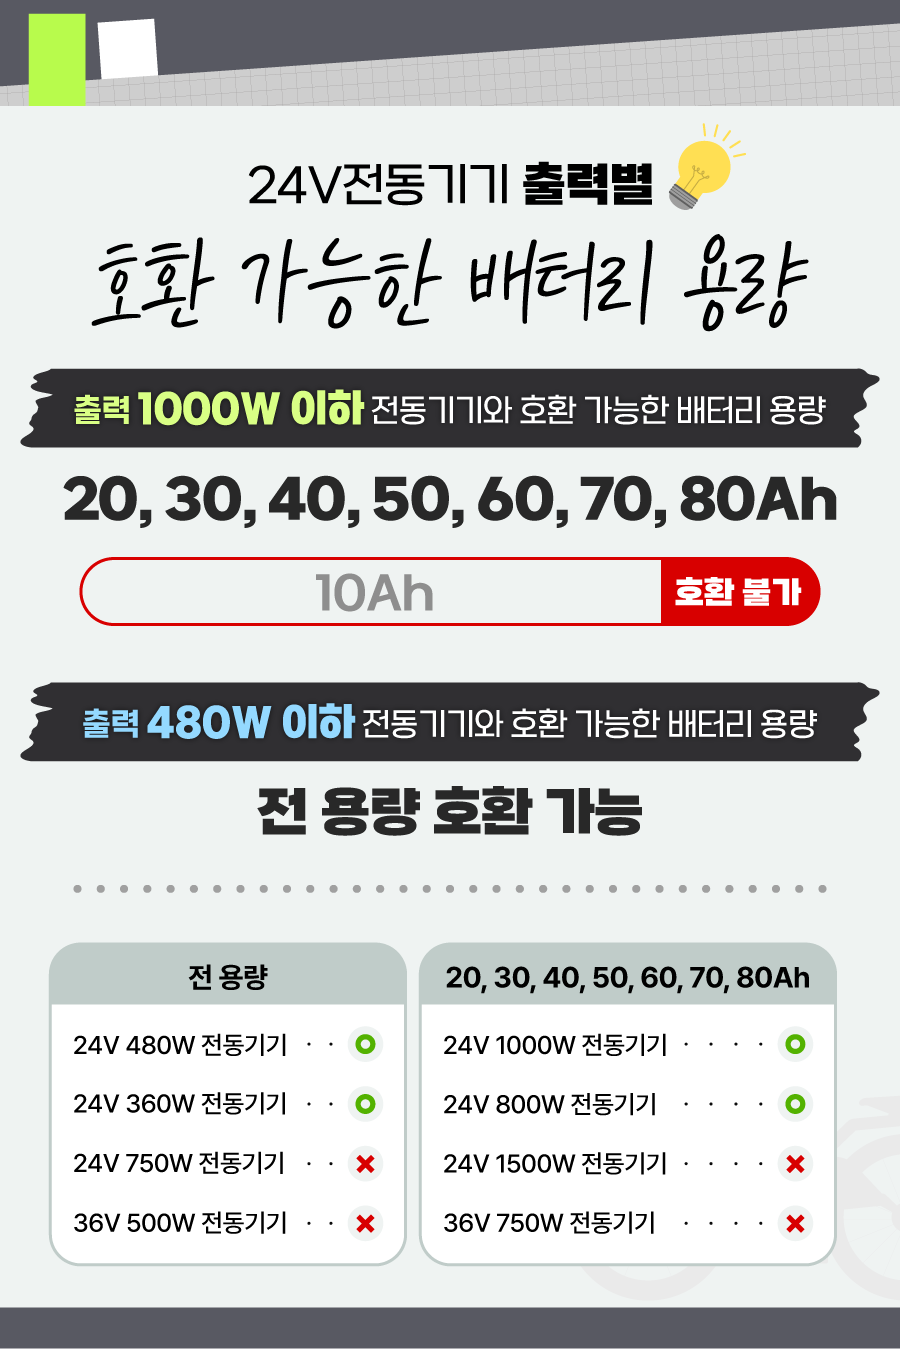 24V전동기기 출력별
호환 가능한 배터리 용량
출력 1000W 이하 전동기기와 호환 가능한 배터리 용량
20, 30, 40, 50, 60, 70, 80Ah
10Ah 호환 불가
출력 480W 이하 전동기기와 호환 가능한 배터리 용량
전 용량 호환 가능
전 용량
24V 480W 전동기기 · · O
24V 360W 전동기기 · · O
24V 750W 전동기기 · · X
36V 500W 전동기기 · · X
20, 30, 40, 50, 60, 70, 80Ah
24V 1000W 전동기기 · · · · O
24V 800W 전동기기 · · · · O
24V 1500W 전동기기 · · · · X
36V 750W 전동기기 · · · · X